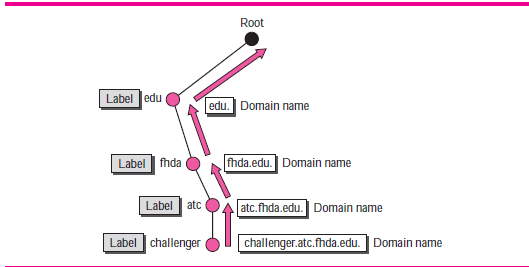 Root
Label edu edu. Domain name
Label fhda fhda.edu. Domain name
Label atc atc.fhda.edu. Domain name
Label challenger challenger.atc.fhda.edu. Domain name